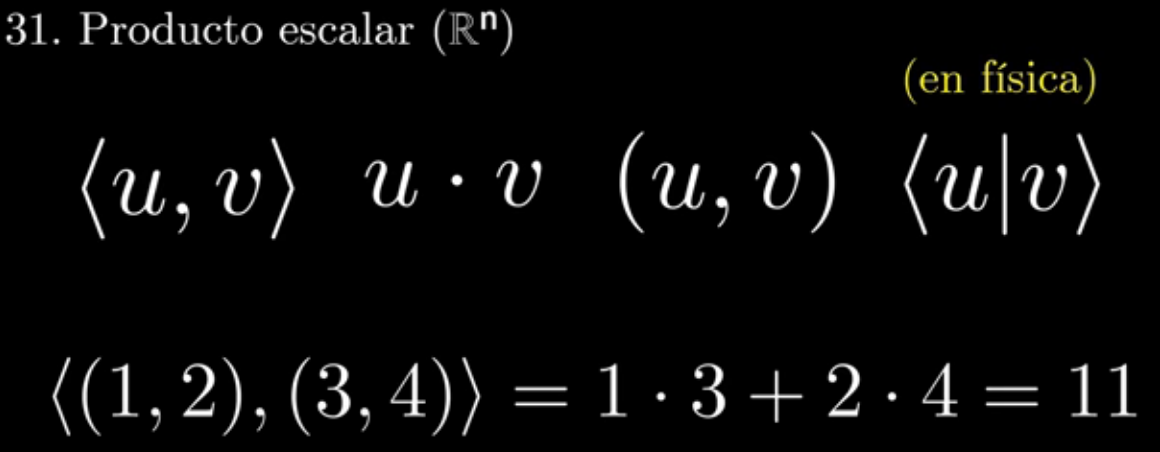 31. Producto escalar (ℝⁿ)
(en física)
⟨u, v⟩ u · v (u, v) ⟨u|v⟩
⟨(1, 2), (3, 4)⟩ = 1 · 3 + 2 · 4 = 11